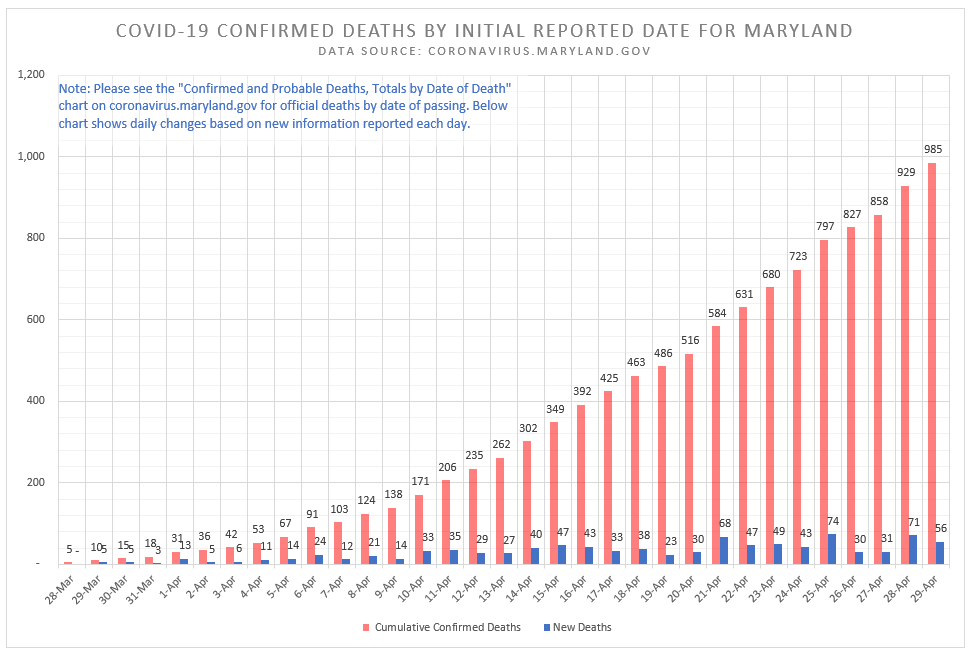 COVID-19 CONFIRMED DEATHS BY INITIAL REPORTED DATE FOR MARYLAND
DATA SOURCE: CORONAVIRUS.MARYLAND.GOV
Note: Please see the "Confirmed and Probable Deaths, Totals by Date of Death"
chart on coronavirus.maryland.gov for official deaths by date of passing. Below
chart shows daily changes based on new information reported each day.
1,200
1,000
800
600
400
200
-
5 10 15 18 31 36 42 53 67 91 103 124 138 171 206 235 262 302 349 392 425 463 486 516 584 631 680 723 797 827 858 929 985
- 5 5 3 13 5 6 11 14 24 12 21 14 33 35 29 27 40 47 43 33 38 23 30 68 47 49 43 74 30 31 71 56
28-Mar 29-Mar 30-Mar 31-Mar 1-Apr 2-Apr 3-Apr 4-Apr 5-Apr 6-Apr 7-Apr 8-Apr 9-Apr 10-Apr 11-Apr 12-Apr 13-Apr 14-Apr 15-Apr 16-Apr 17-Apr 18-Apr 19-Apr 20-Apr 21-Apr 22-Apr 23-Apr 24-Apr 25-Apr 26-Apr 27-Apr 28-Apr 29-Apr
Cumulative Confirmed Deaths New Deaths